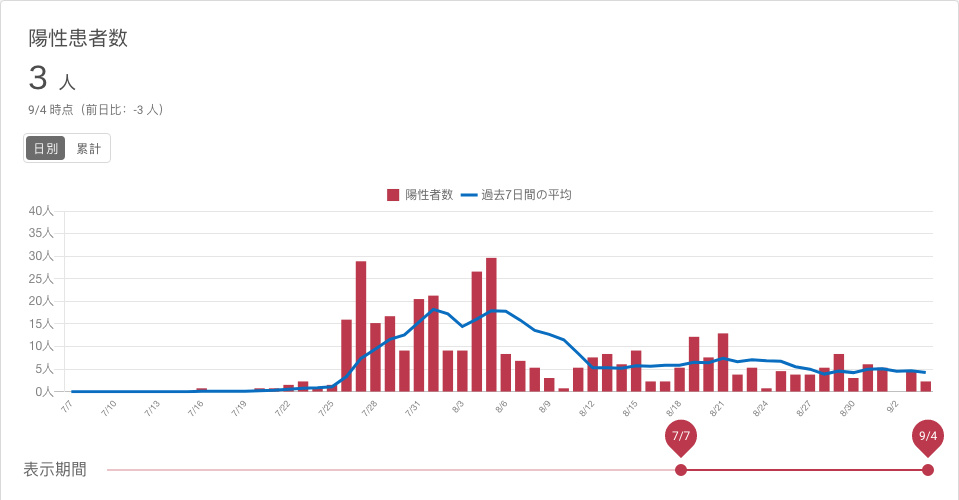 陽性患者数
3 人
9/4 時点（前日比：-3 人）
日別 累計
陽性者数 過去7日間の平均
40人
35人
30人
25人
20人
15人
10人
5人
0人
7/7 7/10 7/13 7/16 7/19 7/22 7/25 7/28 7/31 8/3 8/6 8/9 8/12 8/15 8/18 8/21 8/24 8/27 8/30 9/2
7/7 9/4
表示期間